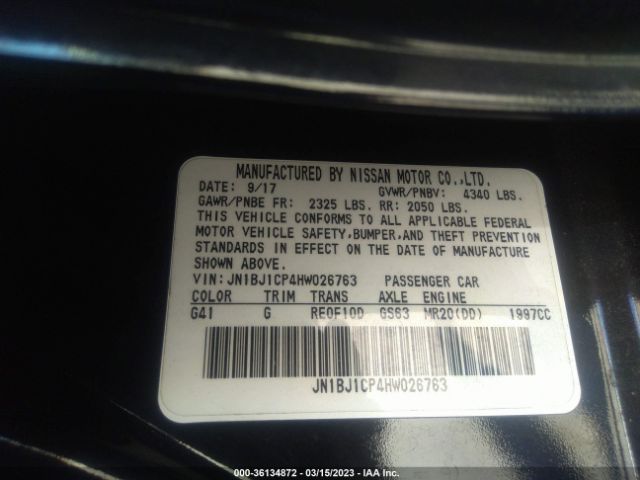 MANUFACTURED BY NISSAN MOTOR CO.,LTD.
DATE: 9/17 GVWR/PNBV: 4340 LBS.
GAWR/PNBE FR: 2325 LBS. RR: 2050 LBS.
THIS VEHICLE CONFORMS TO ALL APPLICABLE FEDERAL
MOTOR VEHICLE SAFETY,BUMPER,AND THEFT PREVENTION
STANDARDS IN EFFECT ON THE DATE OF MANUFACTURE
SHOWN ABOVE.
VIN: JN1BJ1CP4HW026763 PASSENGER CAR
COLOR TRIM TRANS AXLE ENGINE
G41 G RE0F10D GS63 MR20(DD) 1997CC
JN1BJ1CP4HW026763
000-36134872 — 03/15/2023 — IAA Inc.